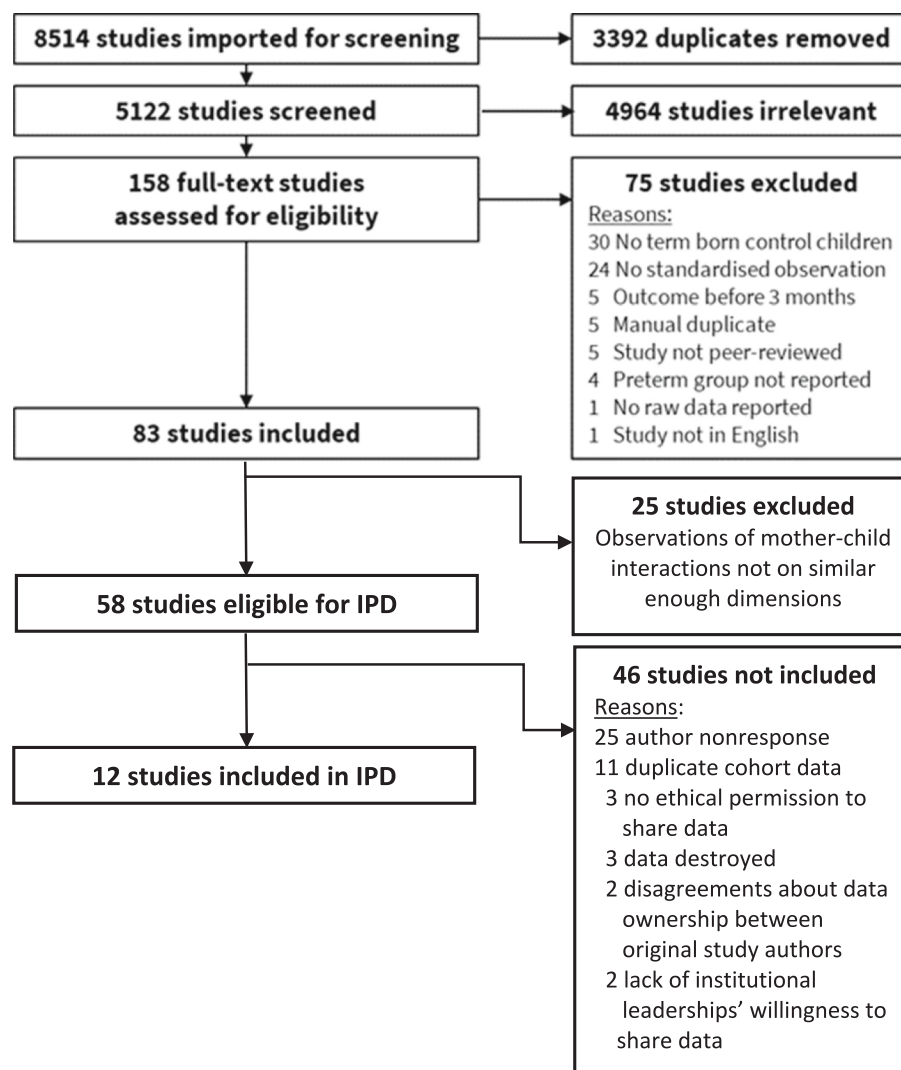 8514 studies imported for screening
3392 duplicates removed
5122 studies screened
4964 studies irrelevant
158 full-text studies
assessed for eligibility
75 studies excluded
Reasons:
30 No term born control children
24 No standardised observation
5 Outcome before 3 months
5 Manual duplicate
5 Study not peer-reviewed
4 Preterm group not reported
1 No raw data reported
1 Study not in English
83 studies included
25 studies excluded
Observations of mother-child
interactions not on similar
enough dimensions
58 studies eligible for IPD
46 studies not included
Reasons:
25 author nonresponse
11 duplicate cohort data
3 no ethical permission to
share data
3 data destroyed
2 disagreements about data
ownership between
original study authors
2 lack of institutional
leaderships’ willingness to
share data
12 studies included in IPD